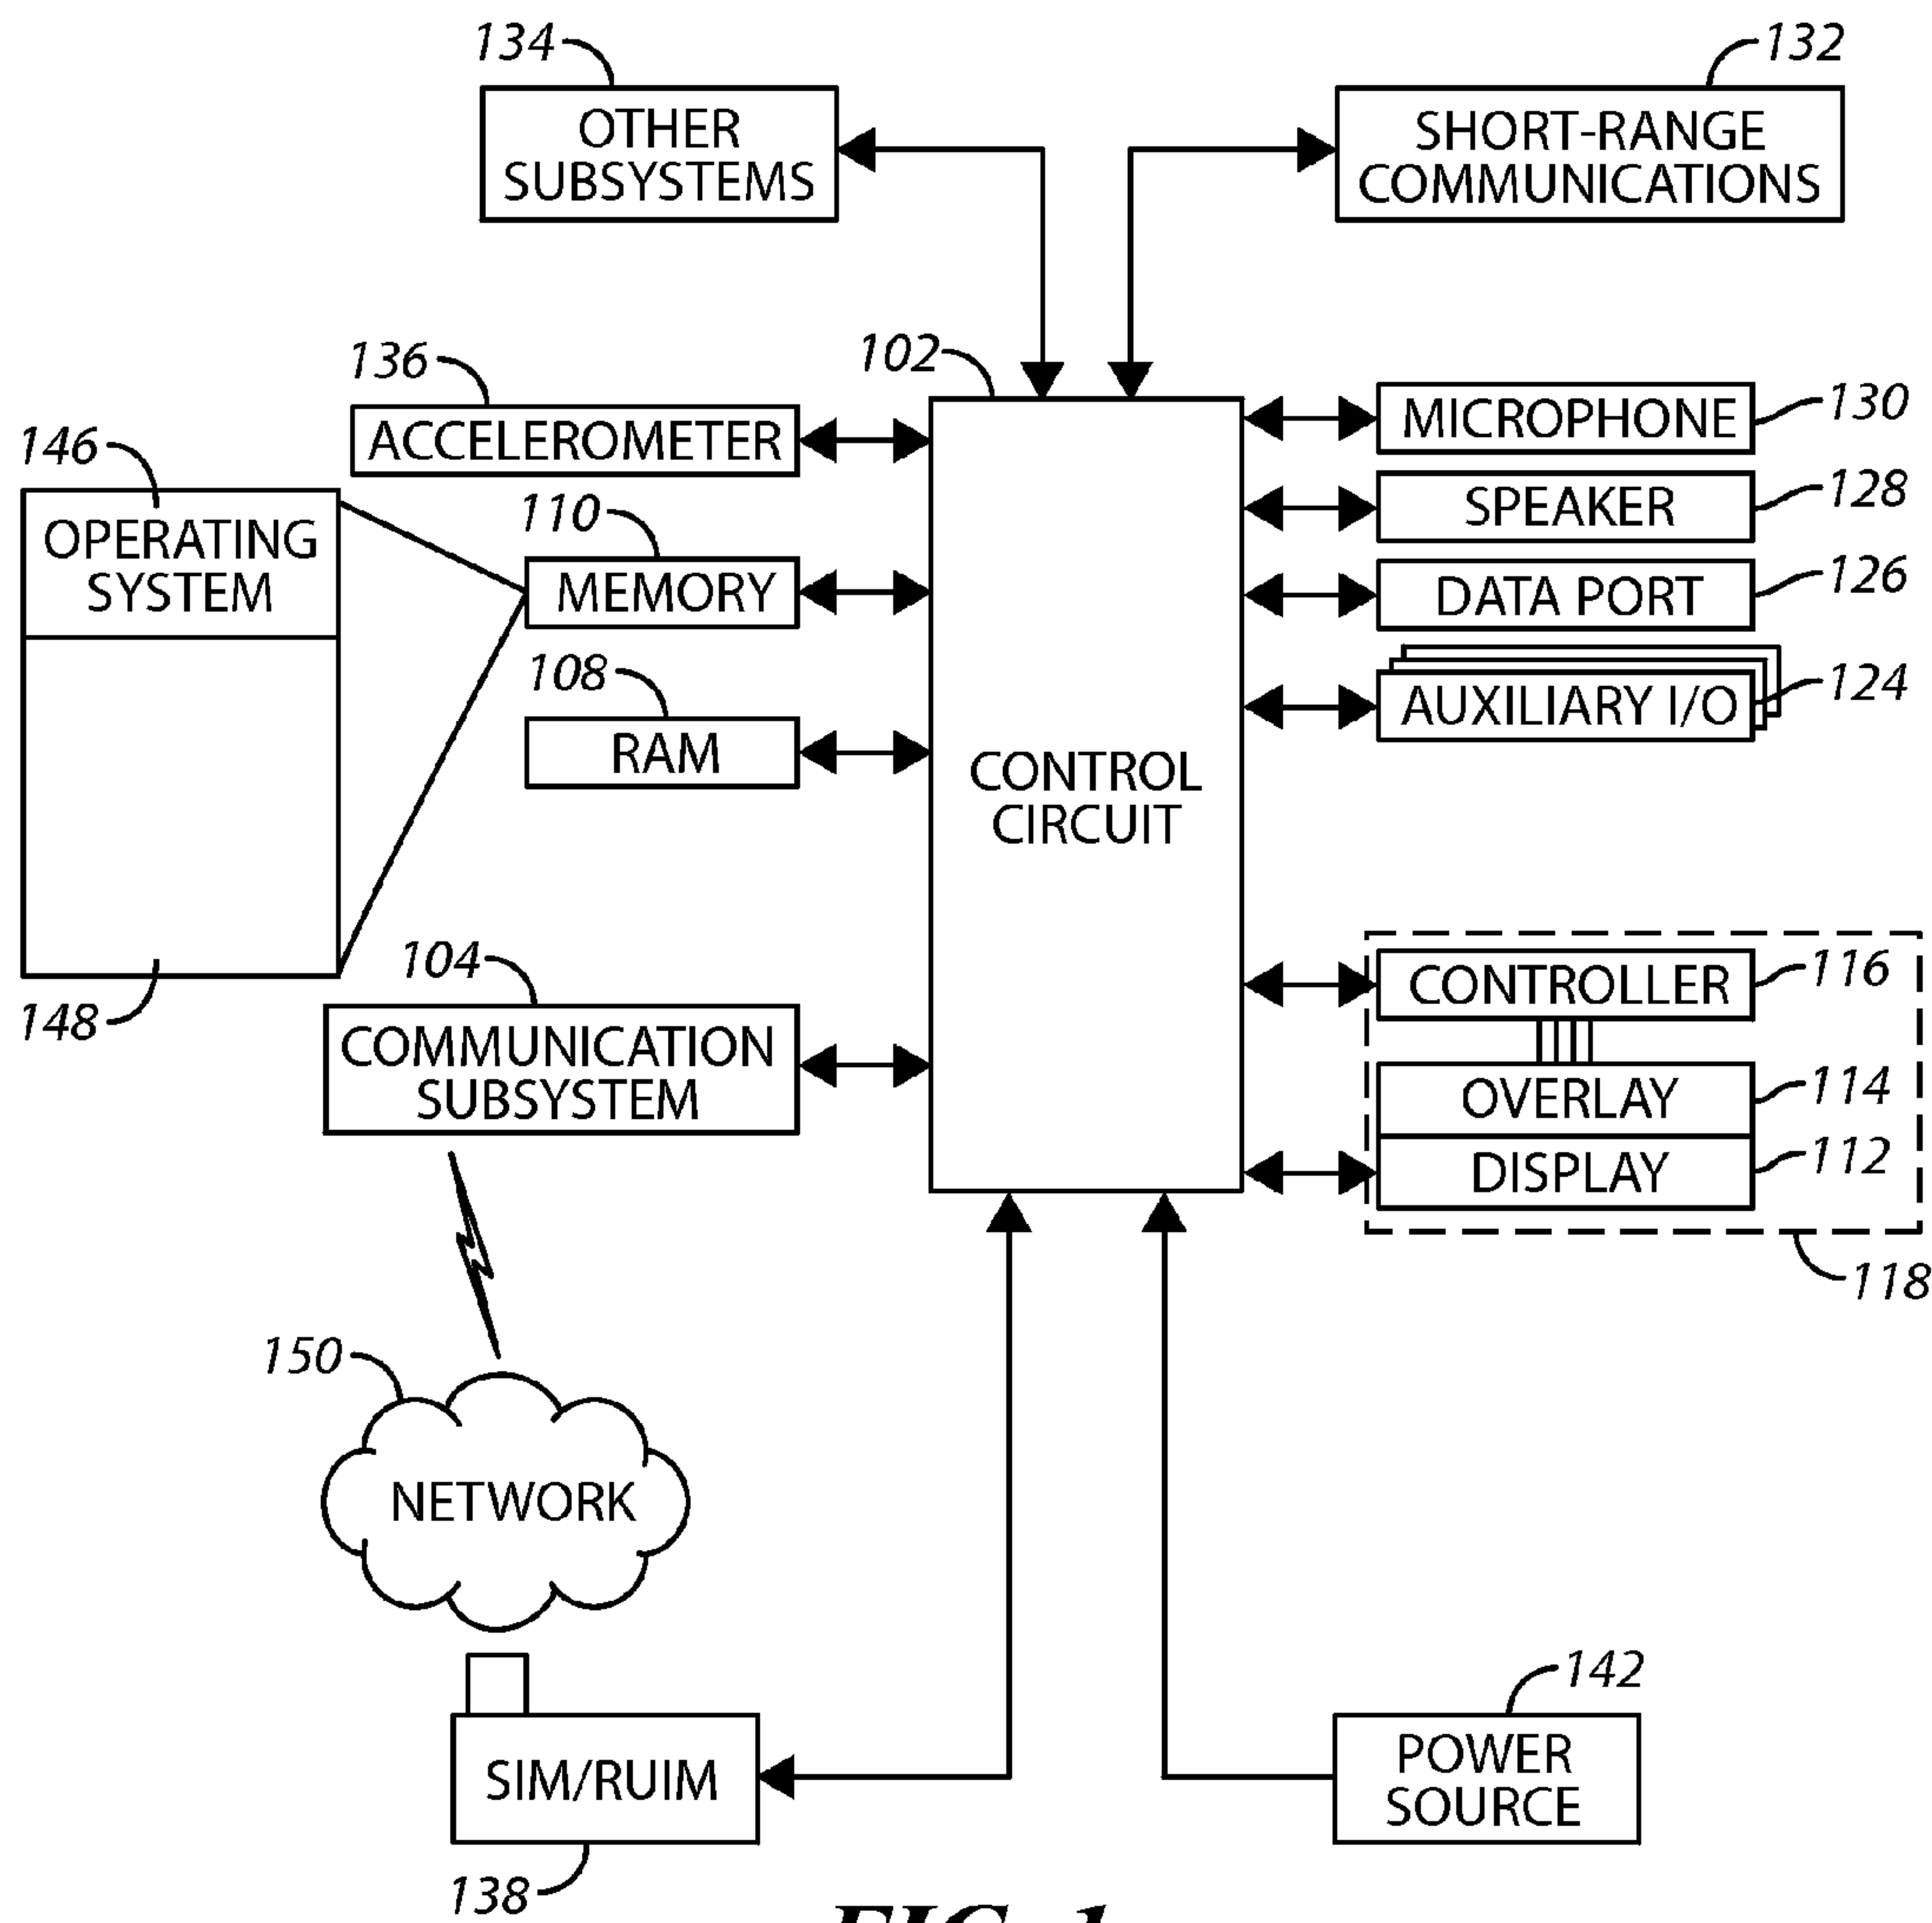 134
132
OTHER
SUBSYSTEMS
SHORT-RANGE
COMMUNICATIONS
136
102
ACCELEROMETER
MICROPHONE
130
146
OPERATING
SYSTEM
110
MEMORY
SPEAKER
128
DATA PORT
126
108
RAM
AUXILIARY I/O
124
CONTROL
CIRCUIT
148
104
COMMUNICATION
SUBSYSTEM
CONTROLLER
116
OVERLAY
114
DISPLAY
112
118
150
NETWORK
142
SIM/RUIM
POWER
SOURCE
138
FIG. 1